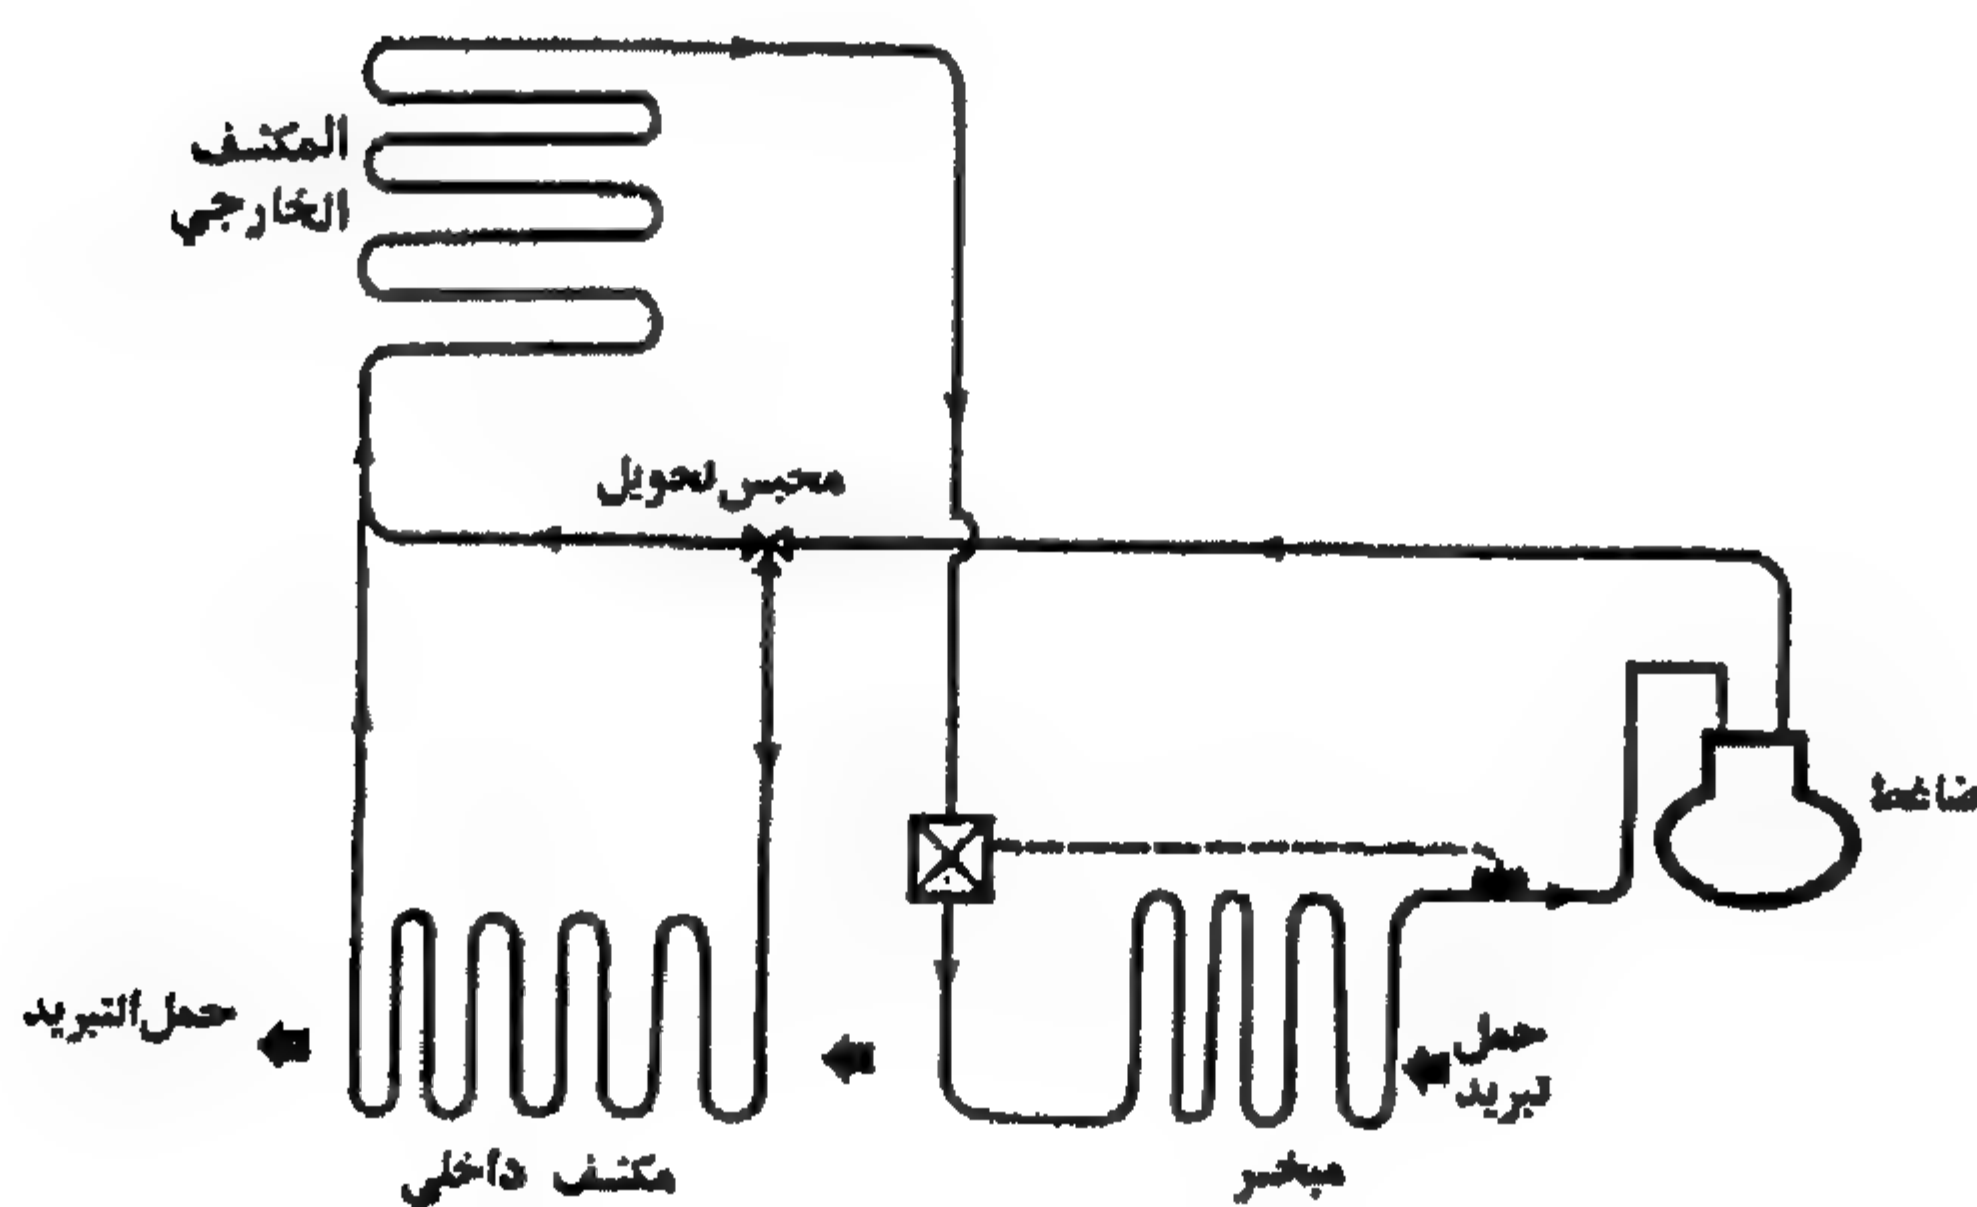 المكثف
الخارجي
محبس تحويل
ضاغط
حمل التبريد
حمل
تبريد
مكثف داخلي
مبخر